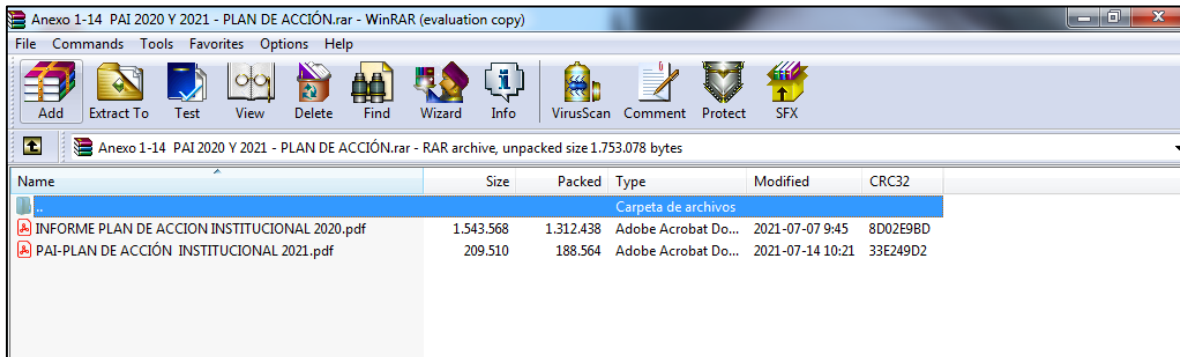 Anexo 1-14  PAI 2020 Y 2021 - PLAN DE ACCIÓN.rar - WinRAR (evaluation copy)
File Commands Tools Favorites Options Help
Add Extract To Test View Delete Find Wizard Info VirusScan Comment Protect SFX
Anexo 1-14  PAI 2020 Y 2021 - PLAN DE ACCIÓN.rar - RAR archive, unpacked size 1.753.078 bytes
Name Size Packed Type Modified CRC32
.. Carpeta de archivos
INFORME PLAN DE ACCION INSTITUCIONAL 2020.pdf 1.543.568 1.312.438 Adobe Acrobat Do... 2021-07-07 9:45 8D02E9BD
PAI-PLAN DE ACCIÓN  INSTITUCIONAL 2021.pdf 209.510 188.564 Adobe Acrobat Do... 2021-07-14 10:21 33E249D2